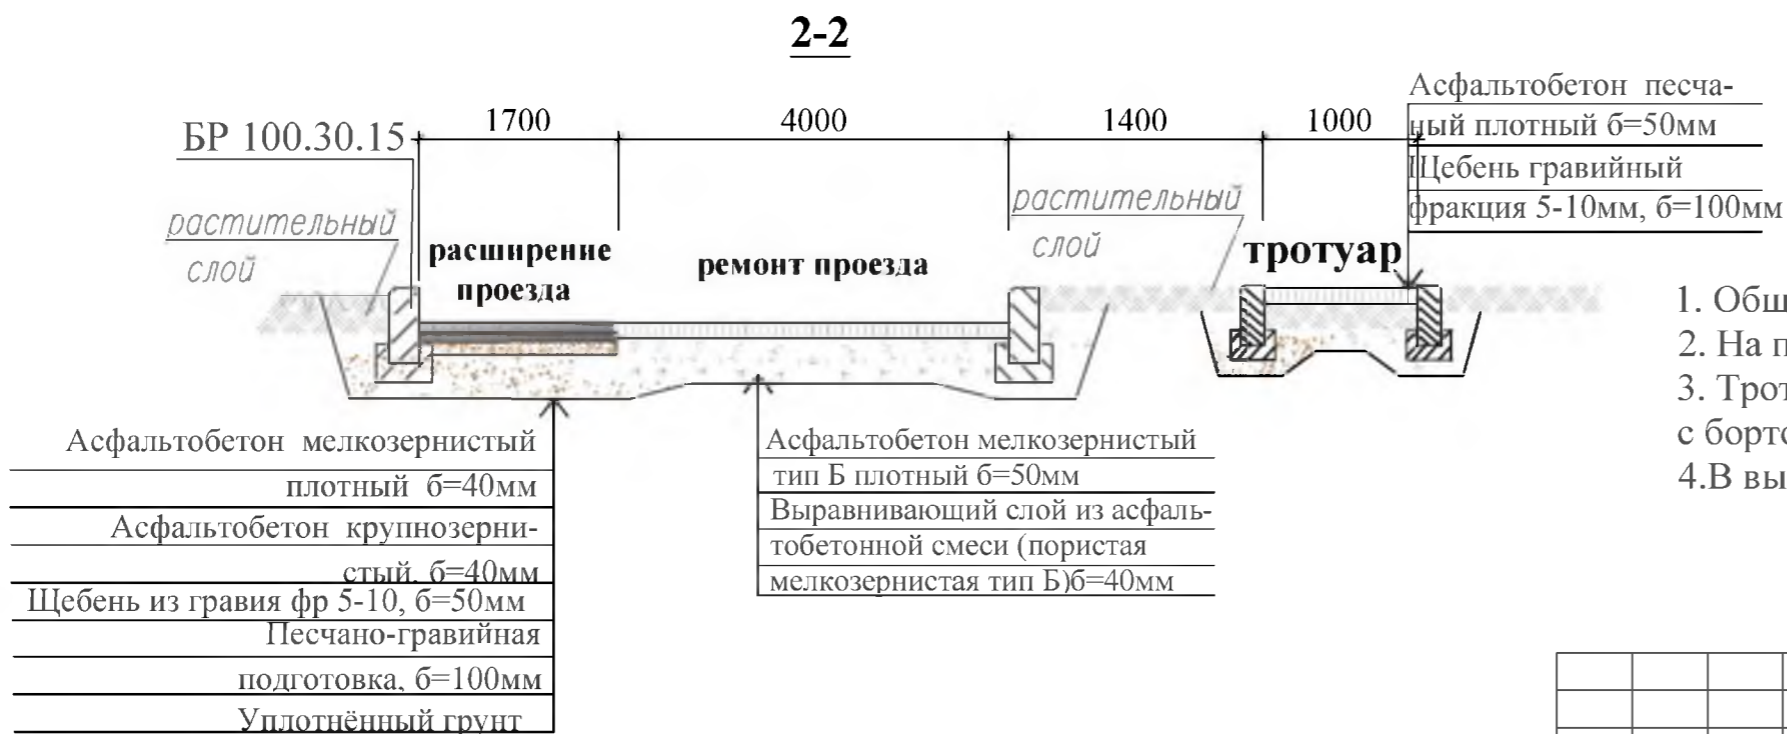 2-2
БР 100.30.15
1700
4000
1400
1000
Асфальтобетон песча-
ный плотный б=50мм
Щебень гравийный
фракция 5-10мм, б=100мм
растительный
слой
расширение
проезда
ремонт проезда
растительный
слой
тротуар
Асфальтобетон мелкозернистый
плотный б=40мм
Асфальтобетон крупнозерни-
стый, б=40мм
Щебень из гравия фр 5-10, б=50мм
Песчано-гравийная
подготовка, б=100мм
Уплотнённый грунт
Асфальтобетон мелкозернистый
тип Б плотный б=50мм
Выравнивающий слой из асфаль-
тобетонной смеси (пористая
мелкозернистая тип Б)б=40мм
1. Общ
2. На п
3. Трот
с борто
4.В вы